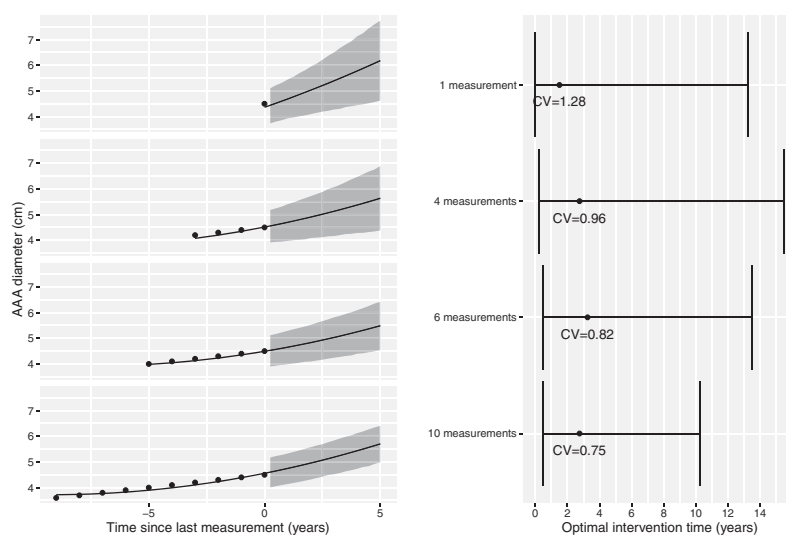 AAA diameter (cm)
7
6
5
4
7
6
5
4
7
6
5
4
7
6
5
4
−5
0
5
Time since last measurement (years)
1 measurement
CV=1.28
4 measurements
CV=0.96
6 measurements
CV=0.82
10 measurements
CV=0.75
0 2 4 6 8 10 12 14
Optimal intervention time (years)